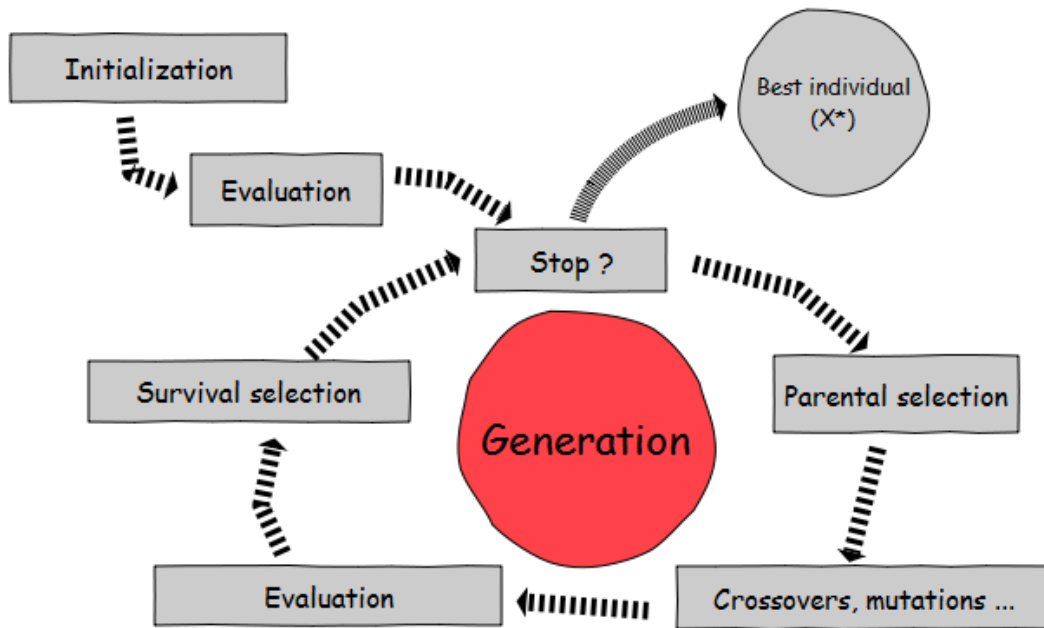 Initialization
Best individual
(X*)
Evaluation
Stop ?
Survival selection
Parental selection
Generation
Evaluation
Crossovers, mutations ...